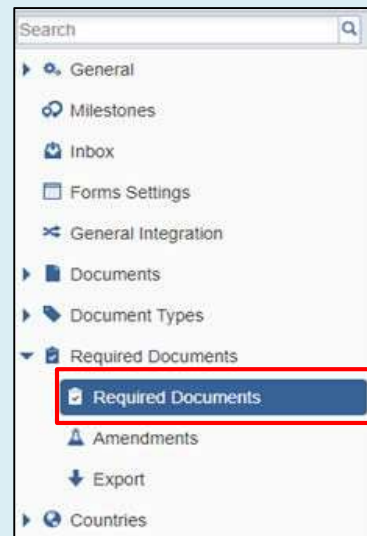 Search
General
Milestones
Inbox
Forms Settings
General Integration
Documents
Document Types
Required Documents
Required Documents
Amendments
Export
Countries